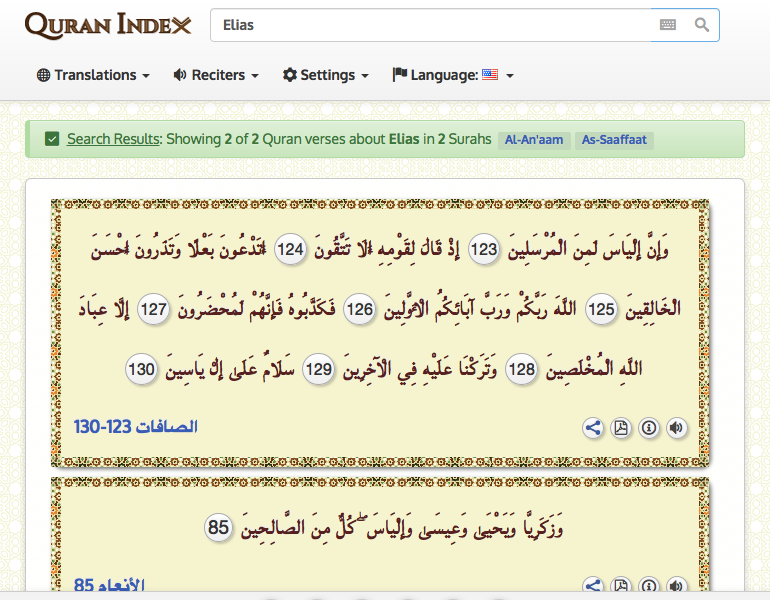 QURAN INDEX
Elias
Translations Reciters Settings Language:
Search Results: Showing 2 of 2 Quran verses about Elias in 2 Surahs Al-An'aam As-Saaffaat
وَإِنَّ إِلْيَاسَ لَمِنَ الْمُرْسَلِينَ 123 إِذْ قَالَ لِقَوْمِهِ أَلَا تَتَّقُونَ 124 أَتَدْعُونَ بَعْلًا وَتَذَرُونَ أَحْسَنَ
الْخَالِقِينَ 125 اللَّهَ رَبَّكُمْ وَرَبَّ آبَائِكُمُ الْأَوَّلِينَ 126 فَكَذَّبُوهُ فَإِنَّهُمْ لَمُحْضَرُونَ 127 إِلَّا عِبَادَ
اللَّهِ الْمُخْلَصِينَ 128 وَتَرَكْنَا عَلَيْهِ فِي الْآخِرِينَ 129 سَلَامٌ عَلَىٰ إِلْ يَاسِينَ 130
الصافات 123-130
وَزَكَرِيَّا وَيَحْيَىٰ وَعِيسَىٰ وَإِلْيَاسَ ۖ كُلٌّ مِنَ الصَّالِحِينَ 85
الأنعام 85